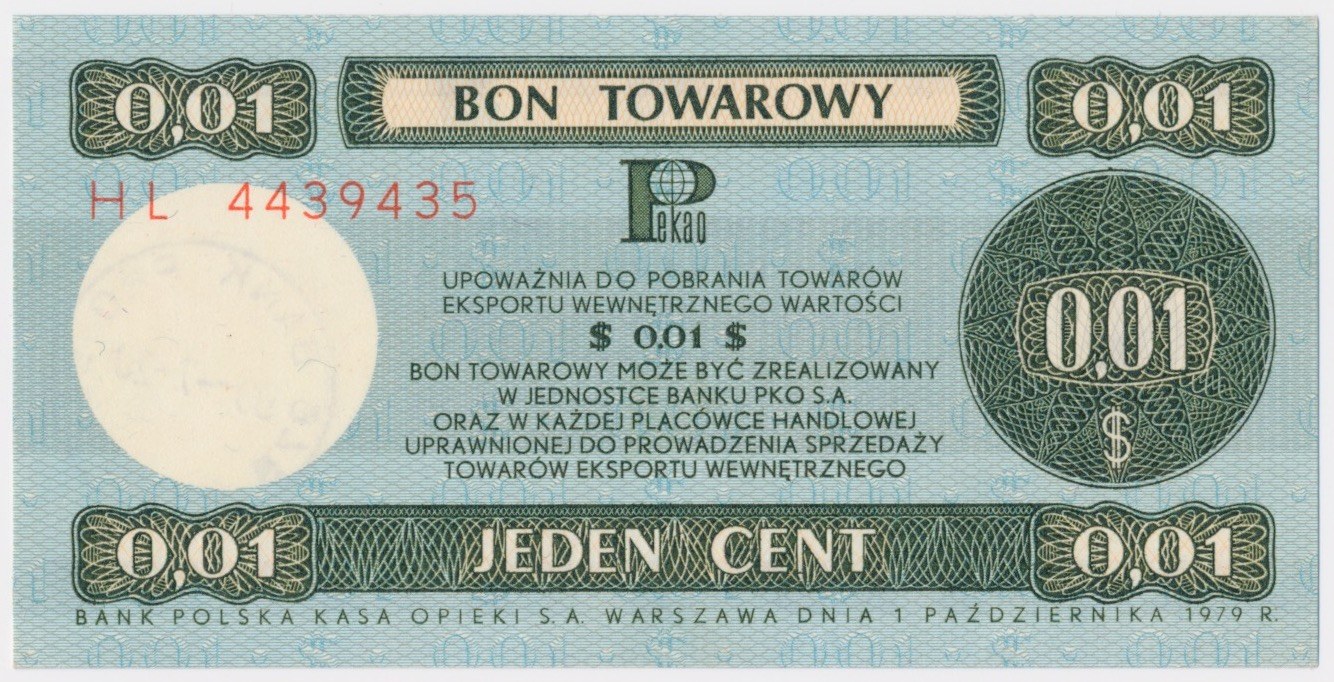 0,01 BON TOWAROWY 0,01
HL 4439435
Pekao
UPOWAŻNIA DO POBRANIA TOWARÓW
EKSPORTU WEWNĘTRZNEGO WARTOŚCI
$ 0.01 $
BON TOWAROWY MOŻE BYĆ ZREALIZOWANY
W JEDNOSTCE BANKU PKO S.A.
ORAZ W KAŻDEJ PLACÓWCE HANDLOWEJ
UPRAWNIONEJ DO PROWADZENIA SPRZEDAŻY
TOWARÓW EKSPORTU WEWNĘTRZNEGO
0,01
$
0,01 JEDEN CENT 0,01
BANK POLSKA KASA OPIEKI S.A. WARSZAWA DNIA 1 PAŹDZIERNIKA 1979 R.